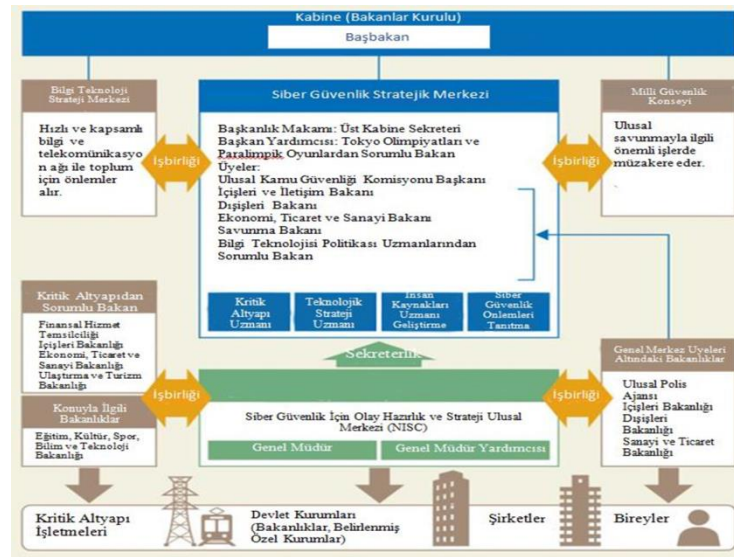 Kabine (Bakanlar Kurulu)
Başbakan
Bilgi Teknoloji
Strateji Merkezi
Hızlı ve kapsamlı
bilgi ve
telekomünikasyo
n ağı ile toplum
için önlemler
alır.
İşbirliği
Siber Güvenlik Stratejik Merkezi
Başkanlık Makamı: Üst Kabine Sekreteri
Başkan Yardımcısı: Tokyo Olimpiyatları ve
Paralimpik Oyunlardan Sorumlu Bakan
Üyeler:
Ulusal Kamu Güvenliği Komisyonu Başkanı
İçişleri ve İletişim Bakanı
Dışişleri Bakanı
Ekonomi, Ticaret ve Sanayi Bakanı
Savunma Bakanı
Bilgi Teknolojisi Politikası Uzmanlarından
Sorumlu Bakan
Kritik
Altyapı
Uzmanı
Teknolojik
Strateji
Uzmanı
İnsan
Kaynakları
Uzmanı
Geliştirme
Siber
Güvenlik
Önlemleri
Tanıtma
İşbirliği
Milli Güvenlik
Konseyi
Ulusal
savunmayla ilgili
önemli işlerde
müzakere eder.
.
Kritik Altyapıdan
Sorumlu Bakan
Finansal Hizmet
Temsilciliği
İçişleri Bakanlığı
Ekonomi, Ticaret ve
Sanayi Bakanlığı
Ulaştırma ve Turizm
Bakanlığı
Konuyla İlgili
Bakanlıklar
Eğitim, Kültür, Spor,
Bilim ve Teknoloji
Bakanlığı
İşbirliği
Sekreterlik
Siber Güvenlik İçin Olay Hazırlık ve Strateji Ulusal
Merkezi (NISC)
Genel Müdür
Genel Müdür Yardımcısı
İşbirliği
Genel Merkez Üyeleri
Altındaki Bakanlıklar
Ulusal Polis
Ajansı
İçişleri Bakanlığı
Dışişleri
Bakanlığı
Sanayi ve Ticaret
Bakanlığı
Kritik Altyapı
İşletmeleri
Devlet Kurumları
(Bakanlıklar, Belirlenmiş
Özel Kurumlar)
Şirketler
Bireyler